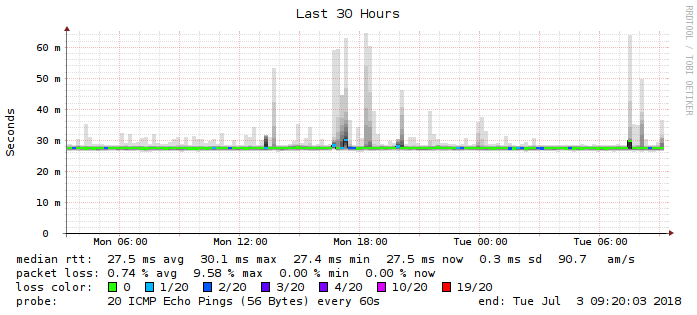 Last 30 Hours
RRDTOOL / TOBI OETIKER
Seconds
60 m
50 m
40 m
30 m
20 m
10 m
0
Mon 06:00 Mon 12:00 Mon 18:00 Tue 00:00 Tue 06:00
median rtt: 27.5 ms avg 30.1 ms max 27.4 ms min 27.5 ms now 0.3 ms sd 90.7 am/s
packet loss: 0.74 % avg 9.58 % max 0.00 % min 0.00 % now
loss color: 0 1/20 2/20 3/20 4/20 10/20 19/20
probe: 20 ICMP Echo Pings (56 Bytes) every 60s end: Tue Jul 3 09:20:03 2018